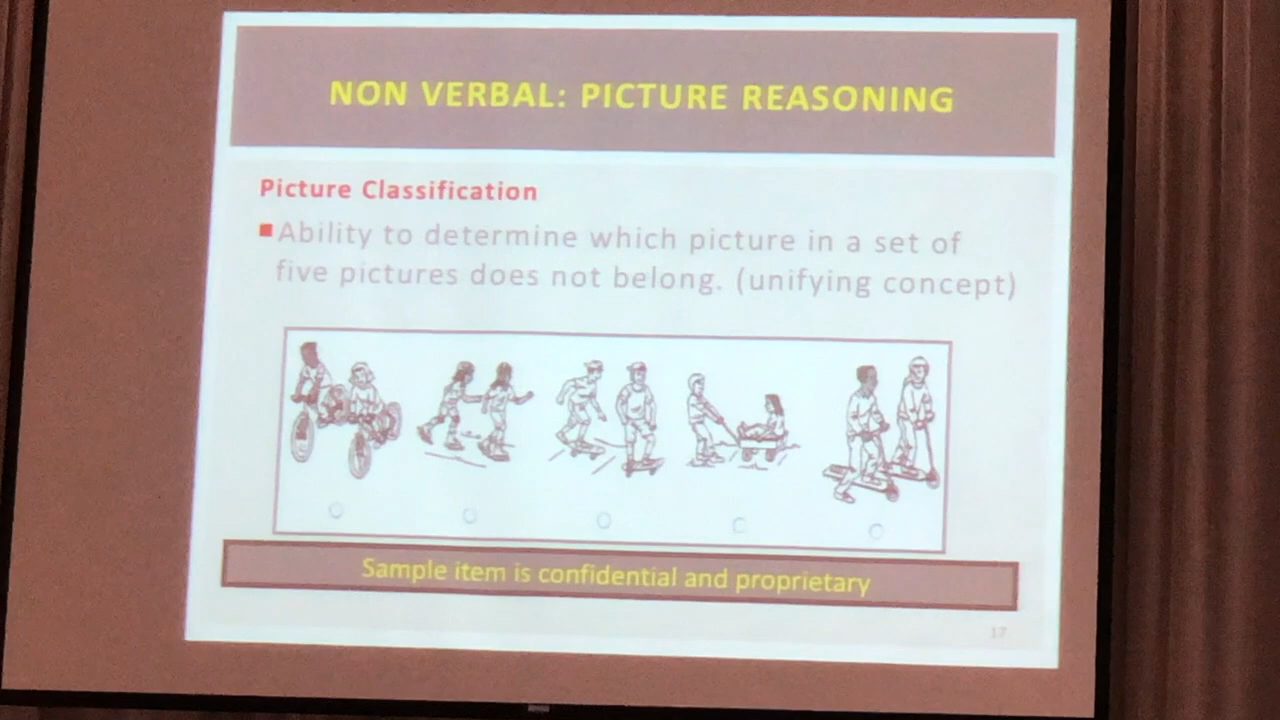 NON VERBAL: PICTURE REASONING
Picture Classification
Ability to determine which picture in a set of
five pictures does not belong. (unifying concept)
Sample item is confidential and proprietary
17